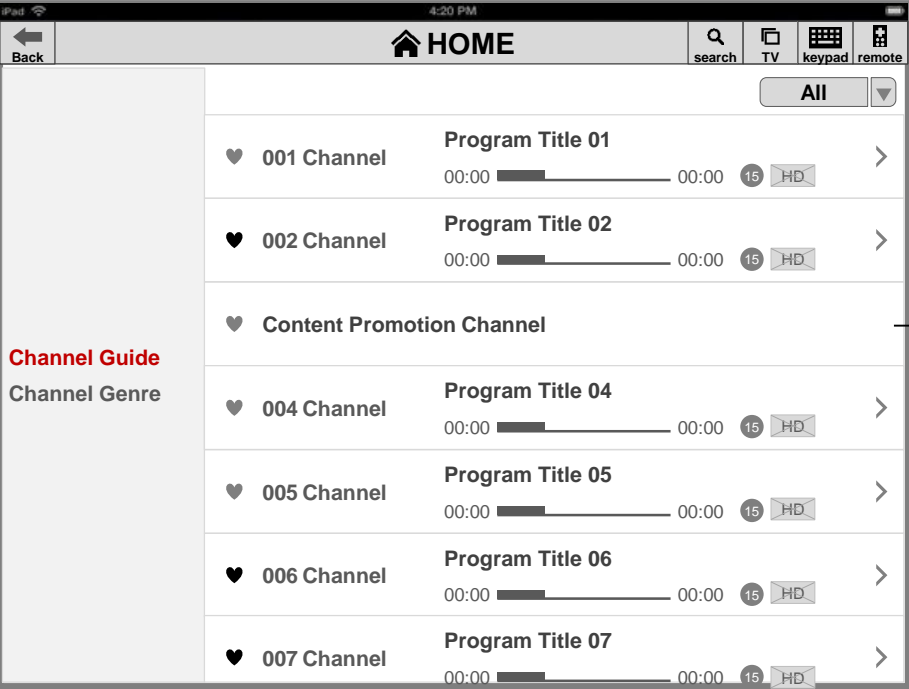 iPad 4:20 PM
Back HOME search TV keypad remote
All
Program Title 01
001 Channel
00:00 00:00 15 HD
Program Title 02
002 Channel
00:00 00:00 15 HD
Content Promotion Channel
Channel Guide
Channel Genre
Program Title 04
004 Channel
00:00 00:00 15 HD
Program Title 05
005 Channel
00:00 00:00 15 HD
Program Title 06
006 Channel
00:00 00:00 15 HD
Program Title 07
007 Channel
00:00 00:00 15 HD